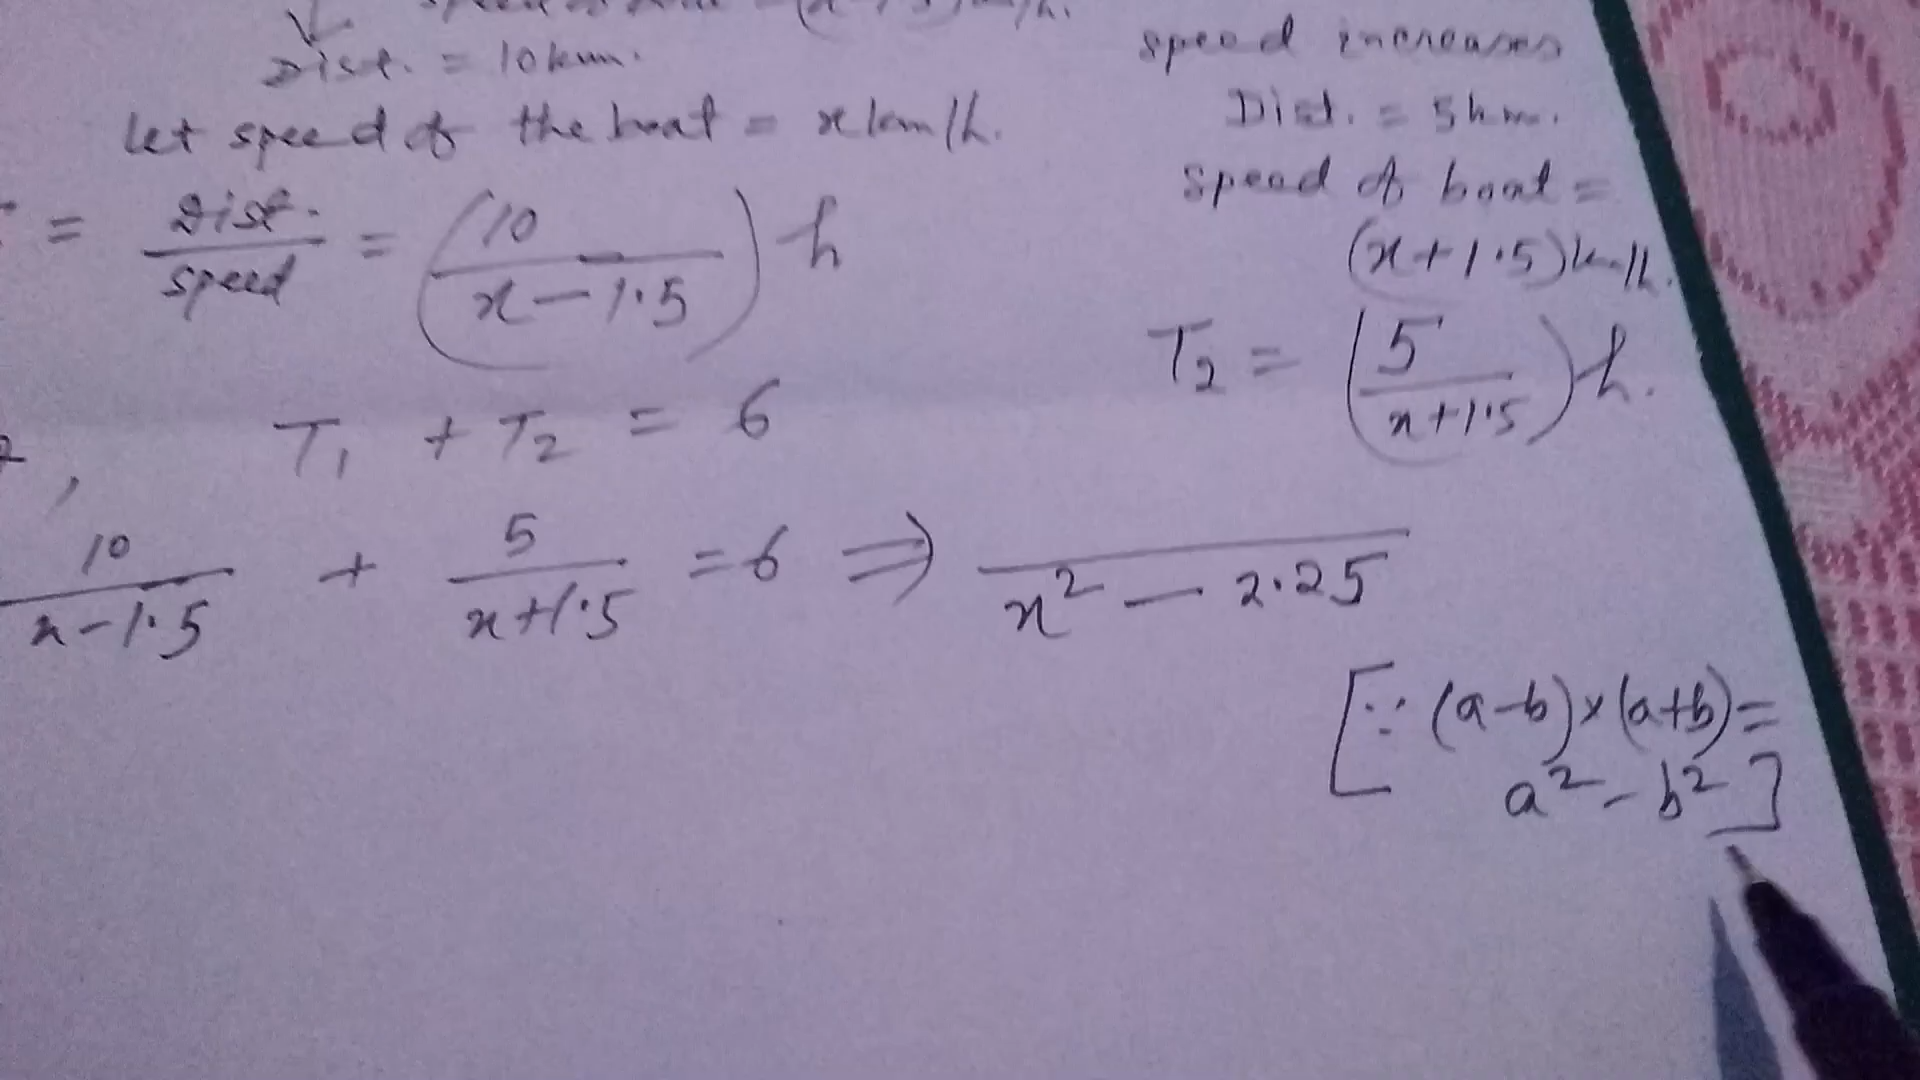 Dist. = 10 km.
Let speed of the boat = x km/h.
= Dist./speed = (10/(x-1.5)) h
T₁ + T₂ = 6
10/(x-1.5) + 5/(x+1.5) = 6 ⇒ /(x² - 2.25)
speed increases
Dist. = 5 km.
speed of boat =
(x+1.5) km/h.
T₂ = (5/(x+1.5)) h.
[∵ (a-b)×(a+b) =
a² - b²]